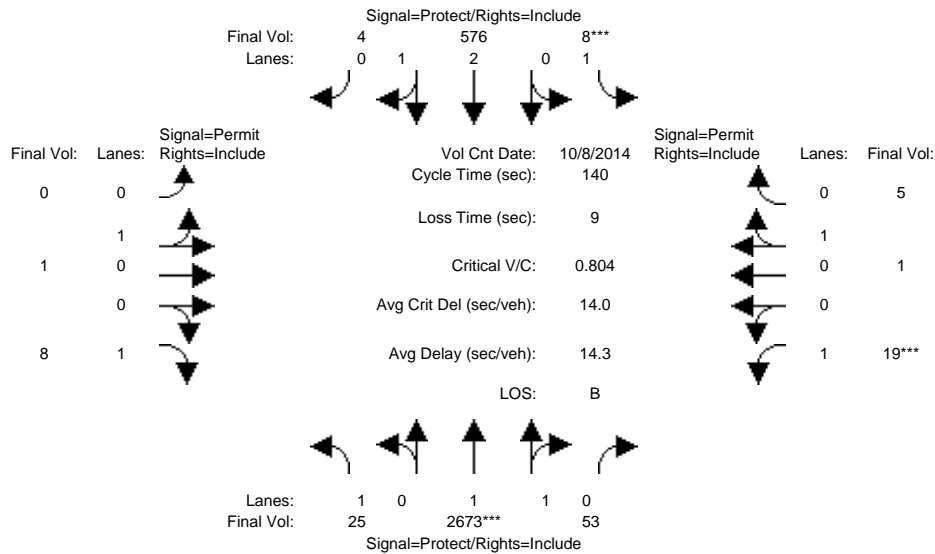 Signal=Protect/Rights=Include
Final Vol: 4 576 8***
Lanes: 0 1 2 0 1
Signal=Permit Signal=Permit
Final Vol: Lanes: Rights=Include Vol Cnt Date: 10/8/2014 Rights=Include Lanes: Final Vol:
Cycle Time (sec): 140
0 0 0 5
Loss Time (sec): 9
1 1
1 0 Critical V/C: 0.804 0 1
0 Avg Crit Del (sec/veh): 14.0 0
8 1 Avg Delay (sec/veh): 14.3 1 19***
LOS: B
Lanes: 1 0 1 1 0
Final Vol: 25 2673*** 53
Signal=Protect/Rights=Include